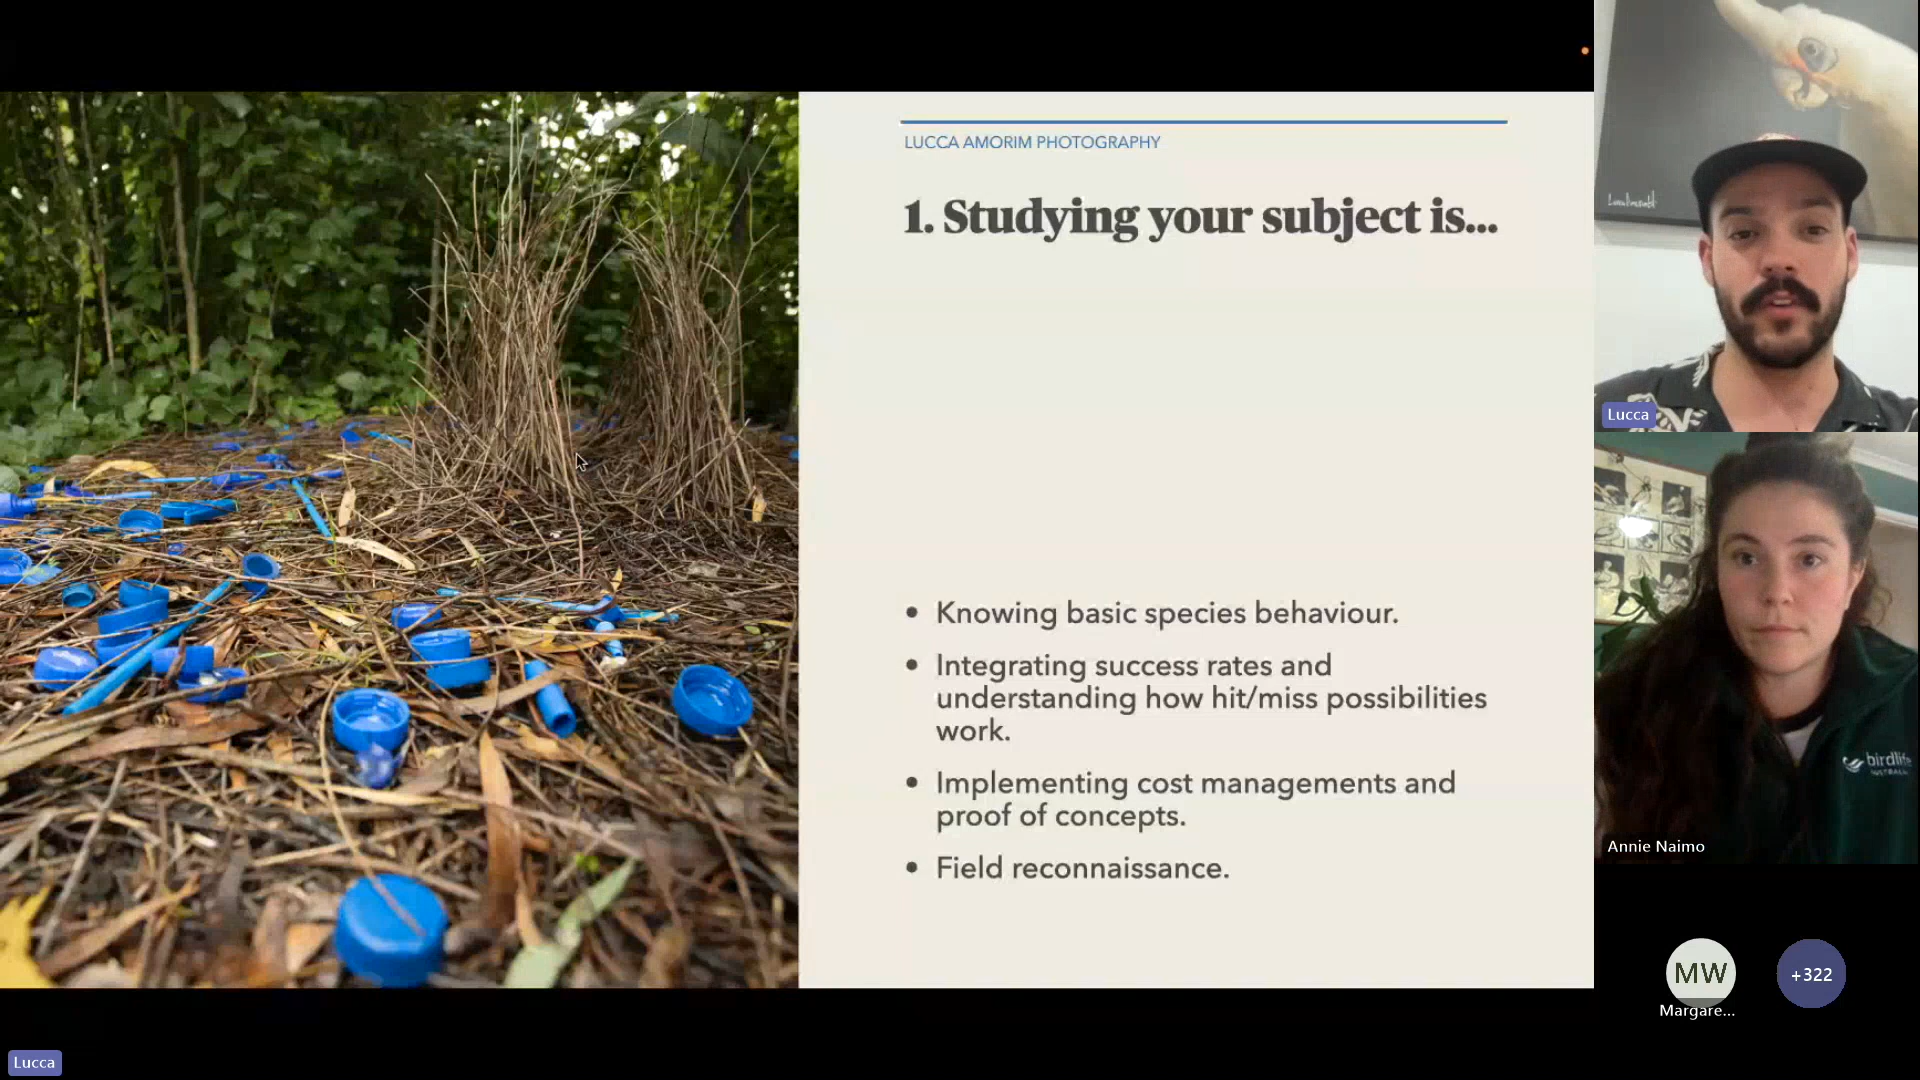 LUCCA AMORIM PHOTOGRAPHY
1. Studying your subject is...
• Knowing basic species behaviour.
• Integrating success rates and
understanding how hit/miss possibilities
work.
• Implementing cost managements and
proof of concepts.
• Field reconnaissance.
Lucca
birdlife
AUSTRALIA
Annie Naimo
MW
+322
Margare...
Lucca